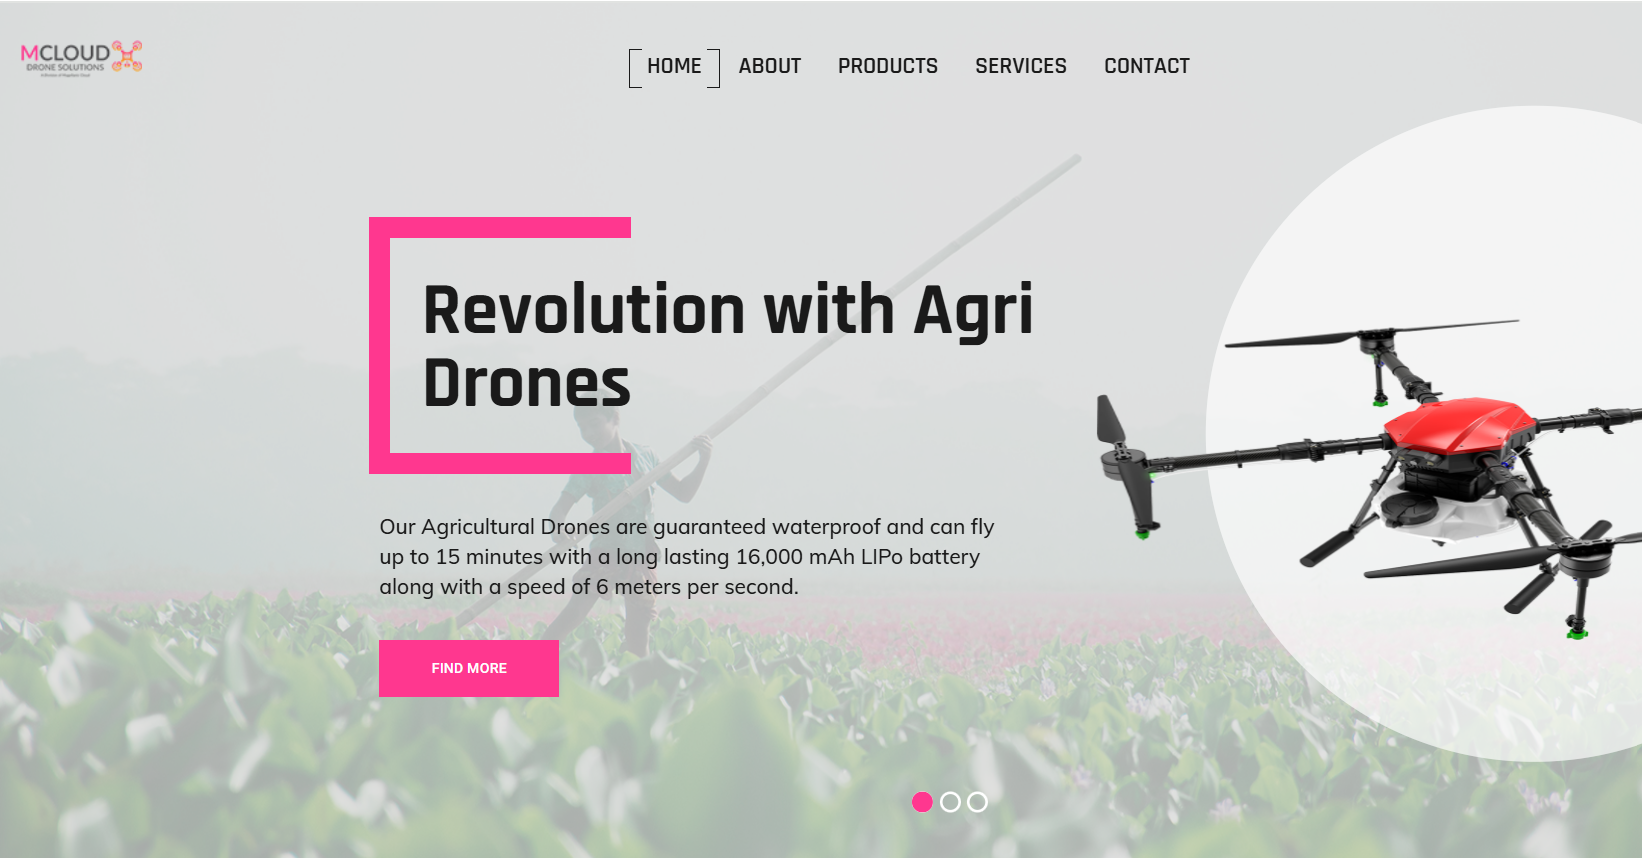 MCLOUD
DRONE SOLUTIONS
HOME ABOUT PRODUCTS SERVICES CONTACT
Revolution with Agri
Drones
Our Agricultural Drones are guaranteed waterproof and can fly
up to 15 minutes with a long lasting 16,000 mAh LIPo battery
along with a speed of 6 meters per second.
FIND MORE